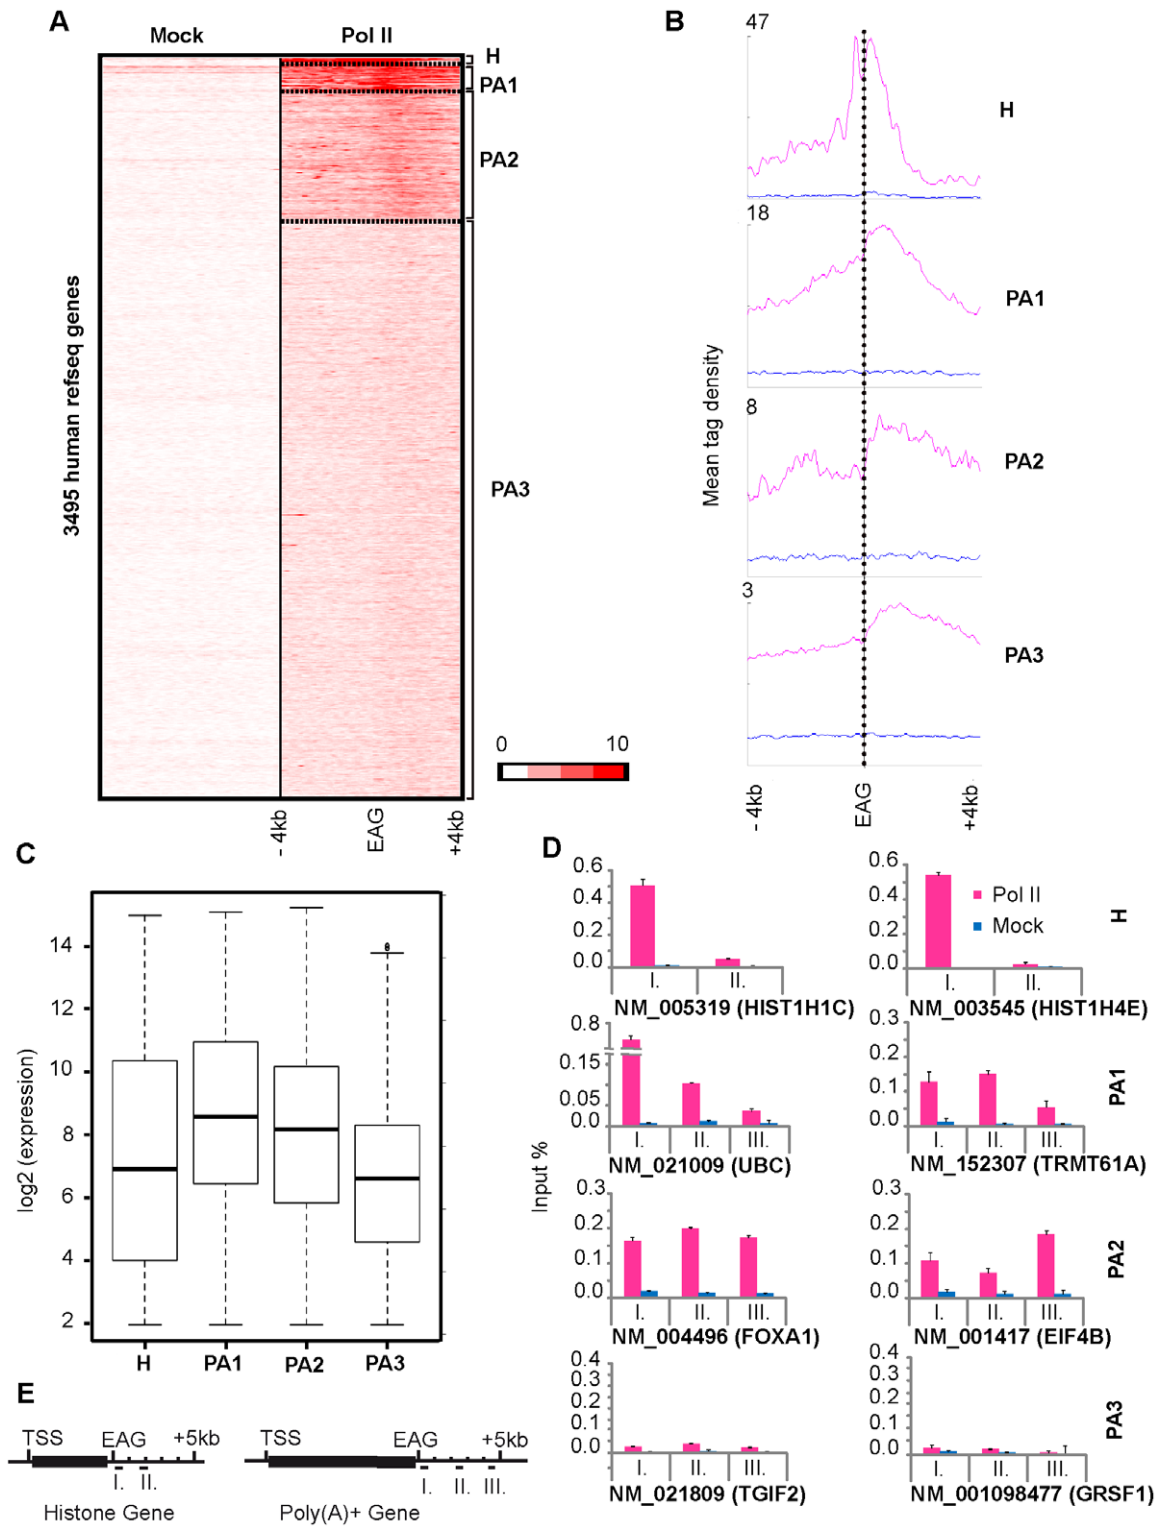 A
Mock
Pol II
H
PA1
PA2
PA3
3495 human refseq genes
0 10
- 4kb
EAG
+4kb
B
47
H
18
PA1
8
PA2
3
PA3
Mean tag density
- 4kb
EAG
+4kb
C
14
12
10
8
6
4
2
log2 (expression)
H
PA1
PA2
PA3
D
0.6
0.4
0.2
0.0
I.
II.
NM_005319 (HIST1H1C)
0.6
0.4
0.2
0.0
Pol II
Mock
I.
II.
NM_003545 (HIST1H4E)
H
0.8
0.15
0.05
0.0
I.
II.
III.
NM_021009 (UBC)
0.3
0.2
0.1
0.0
I.
II.
III.
NM_152307 (TRMT61A)
PA1
Input %
0.3
0.2
0.1
0.0
I.
II.
III.
NM_004496 (FOXA1)
0.3
0.2
0.1
0.0
I.
II.
III.
NM_001417 (EIF4B)
PA2
0.4
0.3
0.2
0.1
0.0
I.
II.
III.
NM_021809 (TGIF2)
0.4
0.3
0.2
0.1
0.0
I.
II.
III.
NM_001098477 (GRSF1)
PA3
E
TSS EAG +5kb
I. II.
Histone Gene
TSS EAG +5kb
I. II. III.
Poly(A)+ Gene